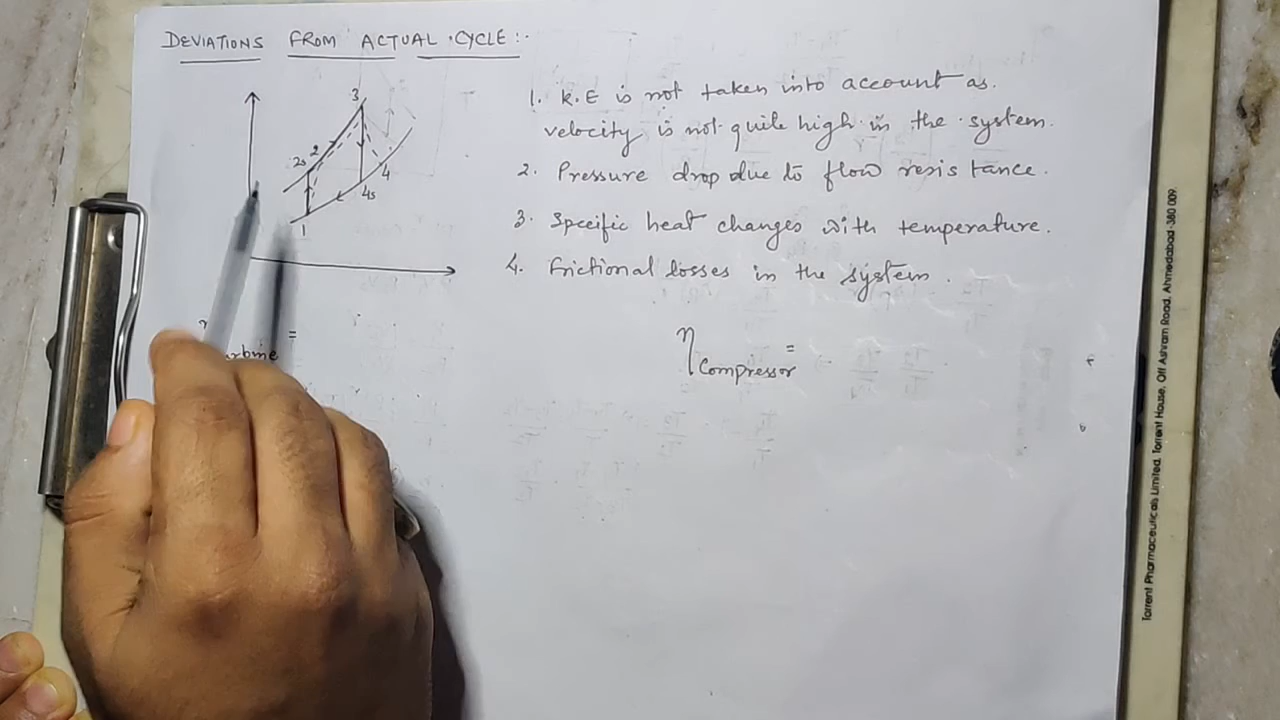 DEVIATIONS FROM ACTUAL CYCLE:-
3
2s 2
4
4s
1
1. K.E is not taken into account as.
velocity is not quite high in the system.
2. Pressure drop due to flow resistance.
3. Specific heat changes with temperature.
4. Frictional losses in the system.
=
η Compressor =
Torrent Pharmaceuticals Limited, Torrent House, Off Ashram Road, Ahmedabad-380 009.